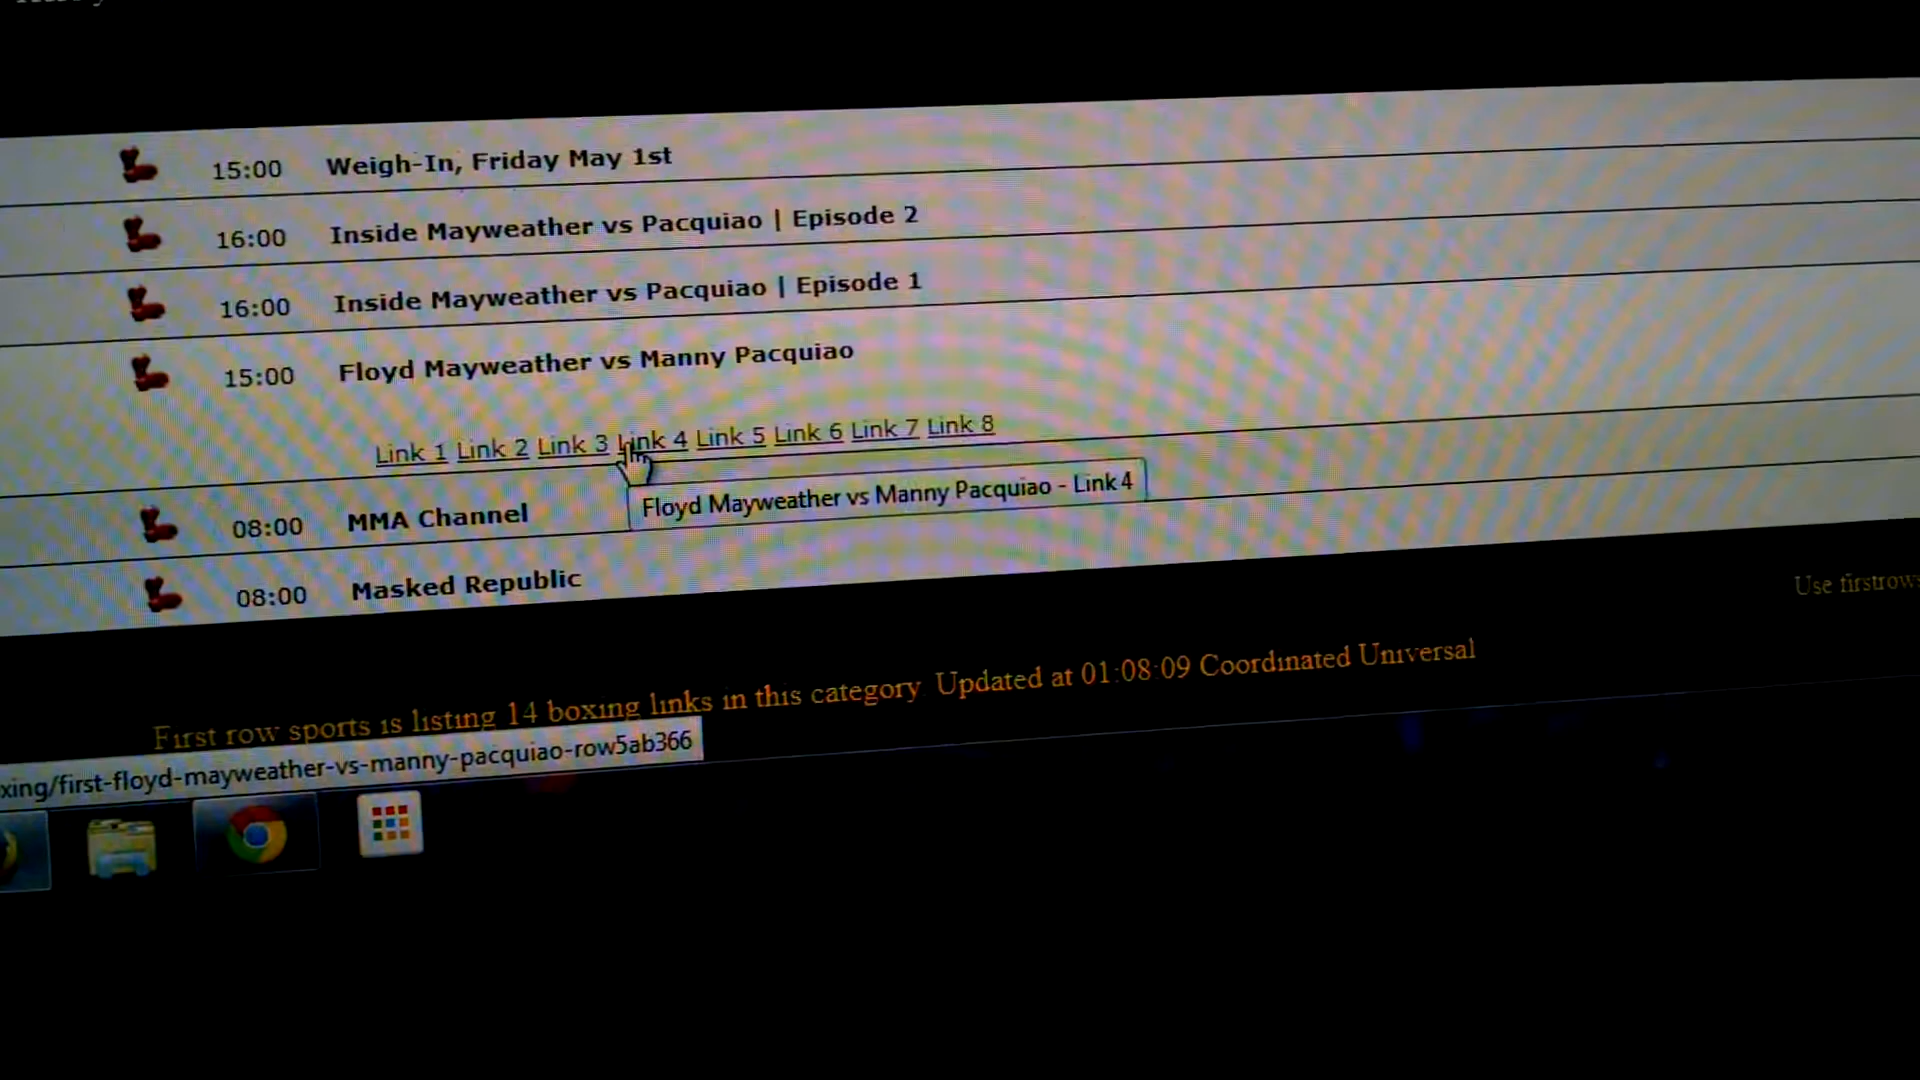 15:00 Weigh-In, Friday May 1st
16:00 Inside Mayweather vs Pacquiao | Episode 2
16:00 Inside Mayweather vs Pacquiao | Episode 1
15:00 Floyd Mayweather vs Manny Pacquiao
Link 1 Link 2 Link 3 Link 4 Link 5 Link 6 Link 7 Link 8
Floyd Mayweather vs Manny Pacquiao - Link 4
08:00 MMA Channel
08:00 Masked Republic
Use firstrows
First row sports is listing 14 boxing links in this category Updated at 01:08:09 Coordinated Universal
xing/first-floyd-mayweather-vs-manny-pacquiao-row5ab366